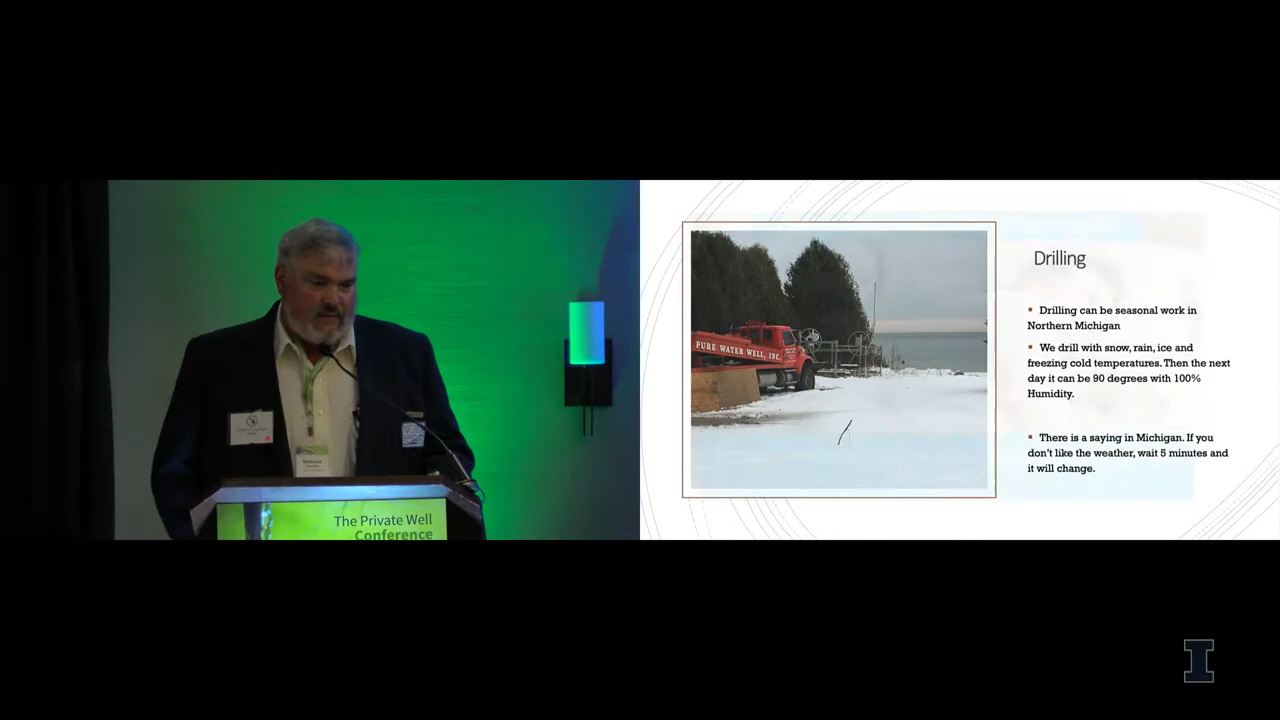 PURE WATER WELL, INC.
The Private Well
Conference
Drilling
▪ Drilling can be seasonal work in
Northern Michigan
▪ We drill with snow, rain, ice and
freezing cold temperatures. Then the next
day it can be 90 degrees with 100%
Humidity.
▪ There is a saying in Michigan. If you
don't like the weather, wait 5 minutes and
it will change.
I